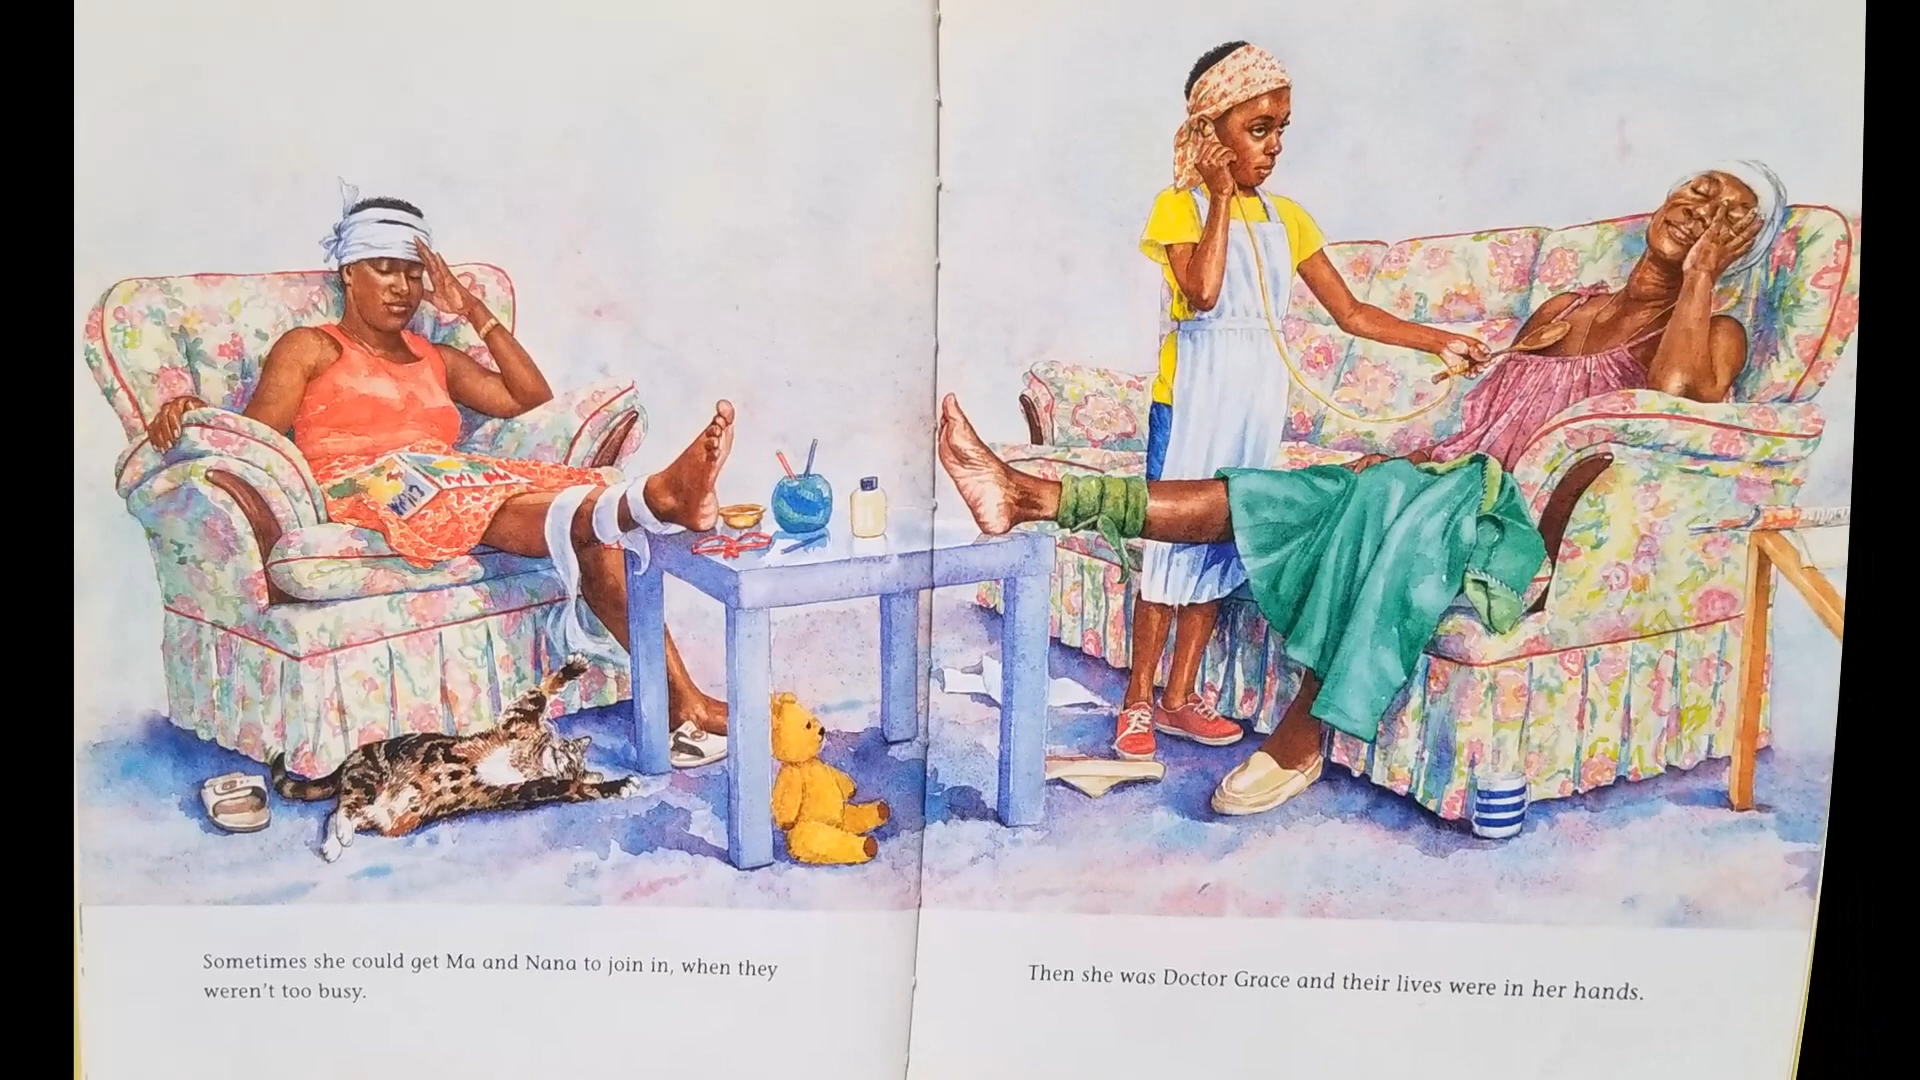 Sometimes she could get Ma and Nana to join in, when they
weren't too busy.
Then she was Doctor Grace and their lives were in her hands.